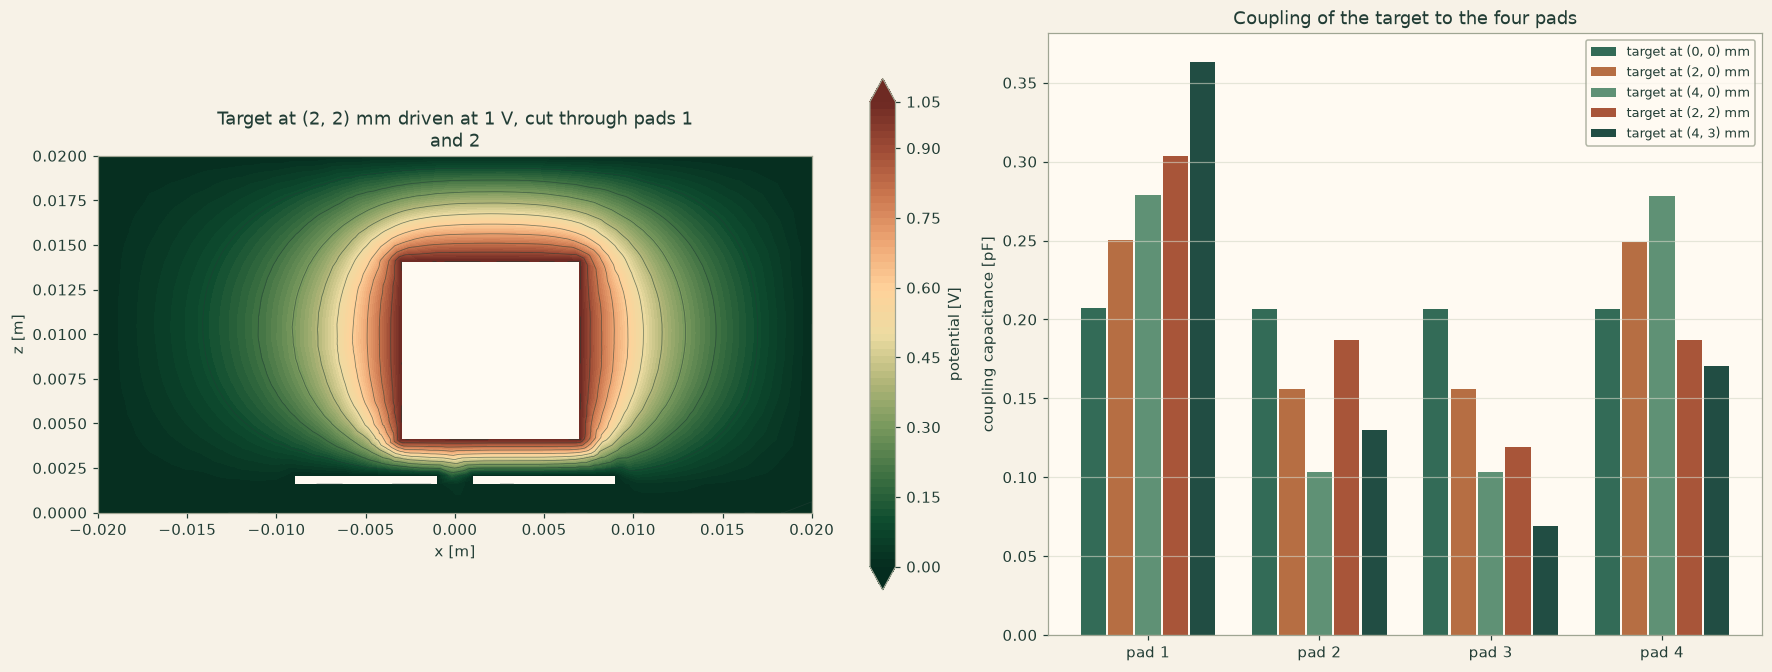 Target at (2, 2) mm driven at 1 V, cut through pads 1
and 2
0.0200
0.0175
0.0150
0.0125
0.0100
0.0075
0.0050
0.0025
0.0000
z [m]
−0.020 −0.015 −0.010 −0.005 0.000 0.005 0.010 0.015 0.020
x [m]
1.05
0.90
0.75
0.60
0.45
0.30
0.15
0.00
potential [V]
Coupling of the target to the four pads
0.35
0.30
0.25
0.20
0.15
0.10
0.05
0.00
coupling capacitance [pF]
target at (0, 0) mm
target at (2, 0) mm
target at (4, 0) mm
target at (2, 2) mm
target at (4, 3) mm
pad 1 pad 2 pad 3 pad 4